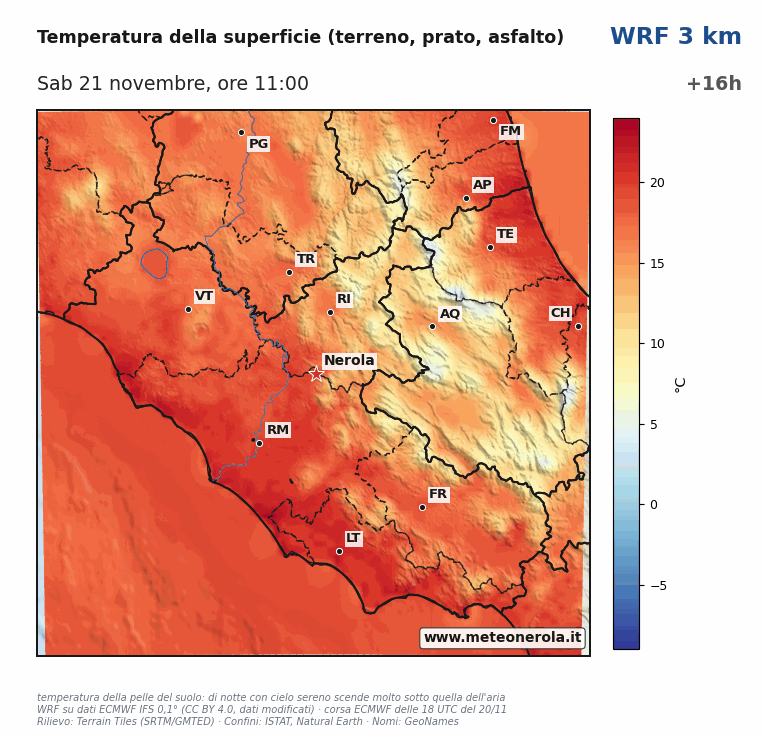 Temperatura della superficie (terreno, prato, asfalto)
WRF 3 km
Sab 21 novembre, ore 11:00
+16h
FM
PG
AP
TE
TR
VT
RI
AQ
CH
Nerola
RM
FR
LT
20
15
10
5
0
−5
°C
www.meteonerola.it
temperatura della pelle del suolo: di notte con cielo sereno scende molto sotto quella dell'aria
WRF su dati ECMWF IFS 0,1° (CC BY 4.0, dati modificati) · corsa ECMWF delle 18 UTC del 20/11
Rilievo: Terrain Tiles (SRTM/GMTED) · Confini: ISTAT, Natural Earth · Nomi: GeoNames